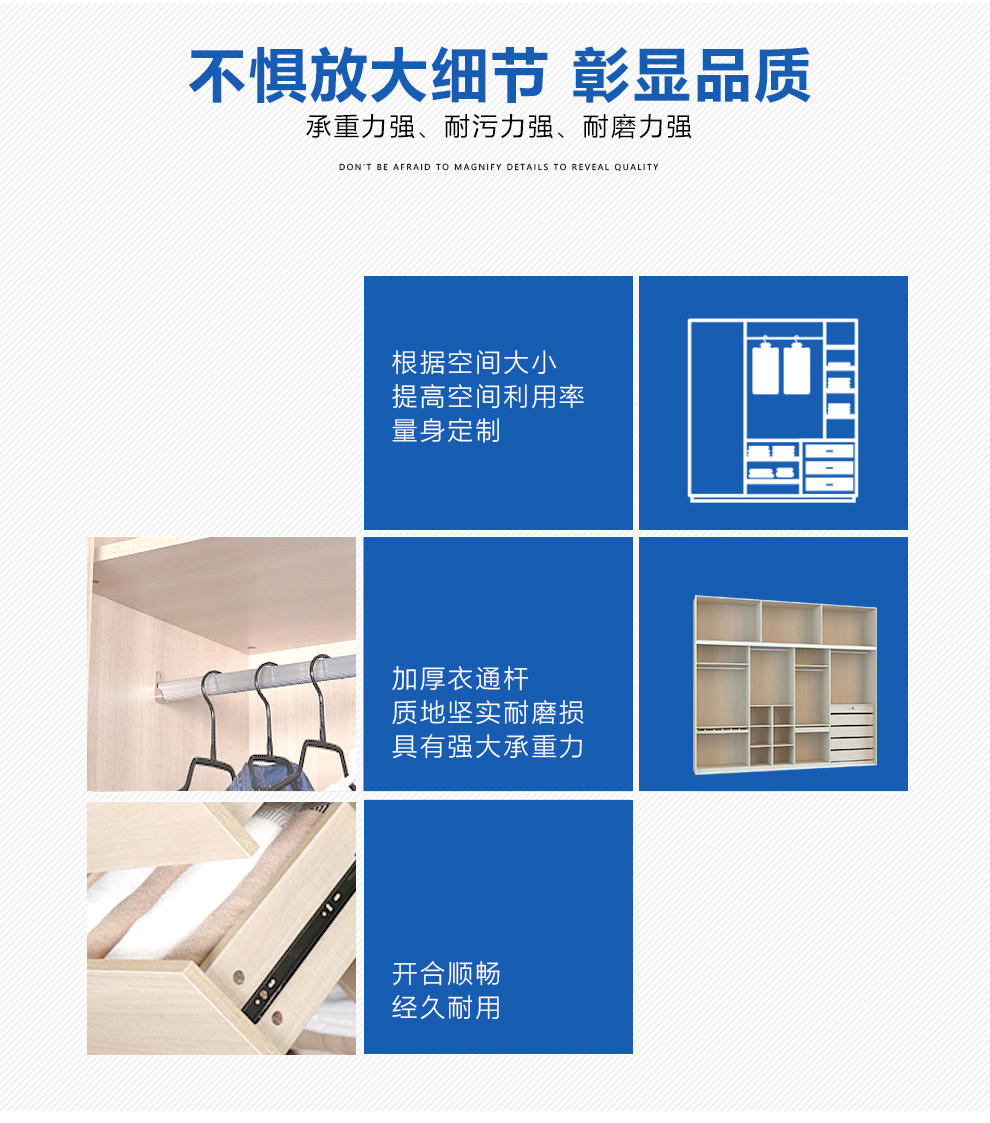 不惧放大细节 彰显品质
承重力强、耐污力强、耐磨力强
DON'T BE AFRAID TO MAGNIFY DETAILS TO REVEAL QUALITY
根据空间大小
提高空间利用率
量身定制
加厚衣通杆
质地坚实耐磨损
具有强大承重力
开合顺畅
经久耐用